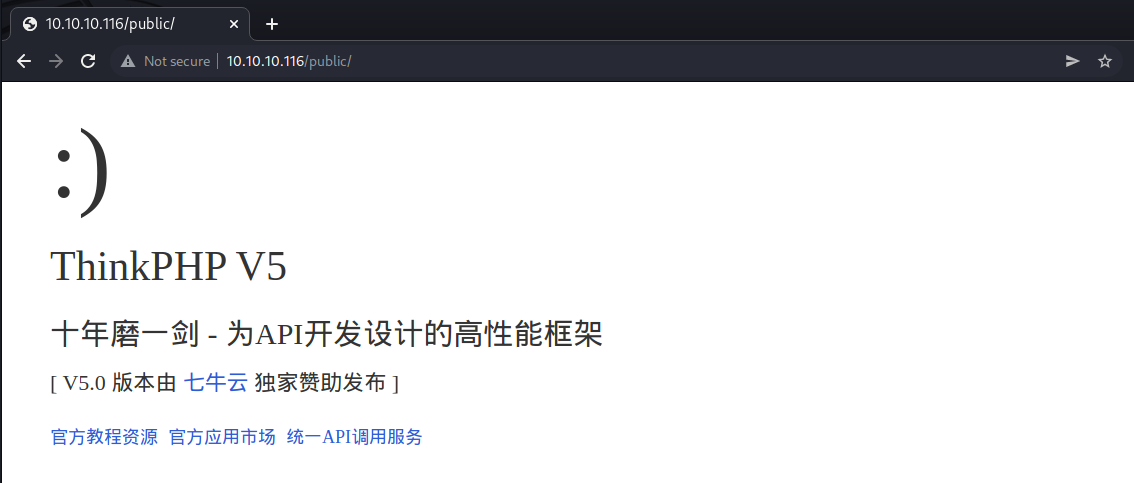 10.10.10.116/public/
Not secure 10.10.10.116/public/
:)
ThinkPHP V5
十年磨一剑 - 为API开发设计的高性能框架
[ V5.0 版本由 七牛云 独家赞助发布 ]
官方教程资源 官方应用市场 统一API调用服务